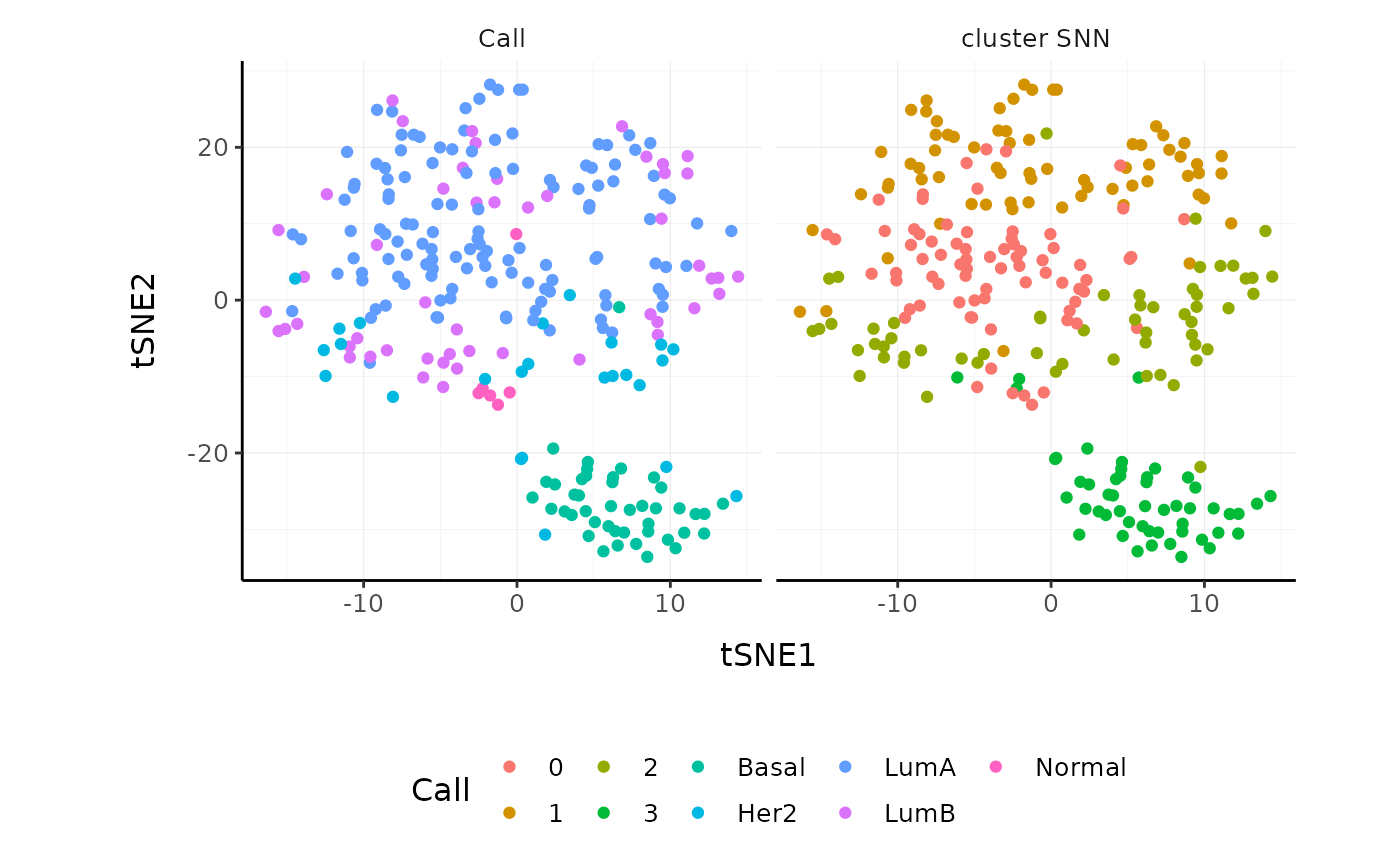 Call cluster SNN
20
0
-20
tSNE2
-10 0 10 -10 0 10
tSNE1
Call
0 2 Basal LumA Normal
1 3 Her2 LumB